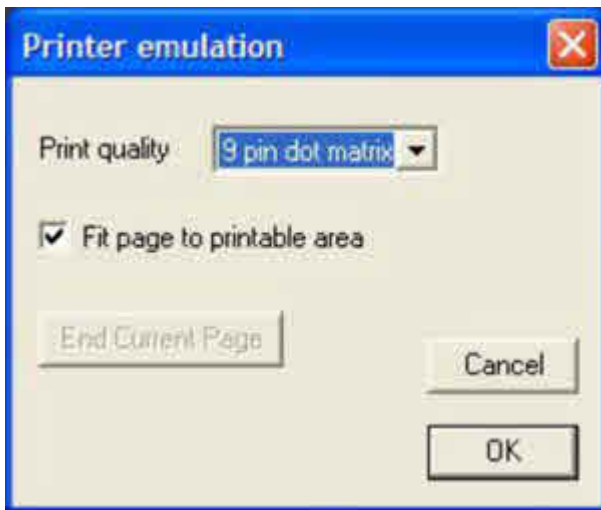 Printer emulation
Print quality 9 pin dot matrix
Fit page to printable area
End Current Page
Cancel
OK